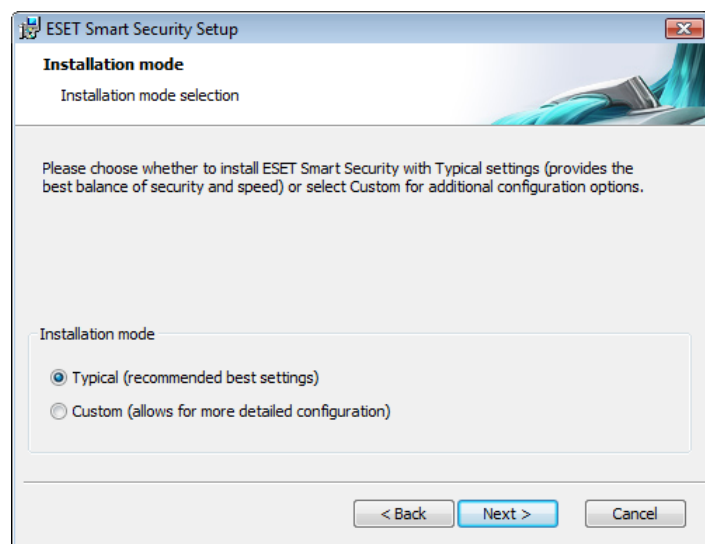 ESET Smart Security Setup
Installation mode
Installation mode selection
Please choose whether to install ESET Smart Security with Typical settings (provides the
best balance of security and speed) or select Custom for additional configuration options.
Installation mode
Typical (recommended best settings)
Custom (allows for more detailed configuration)
< Back
Next >
Cancel